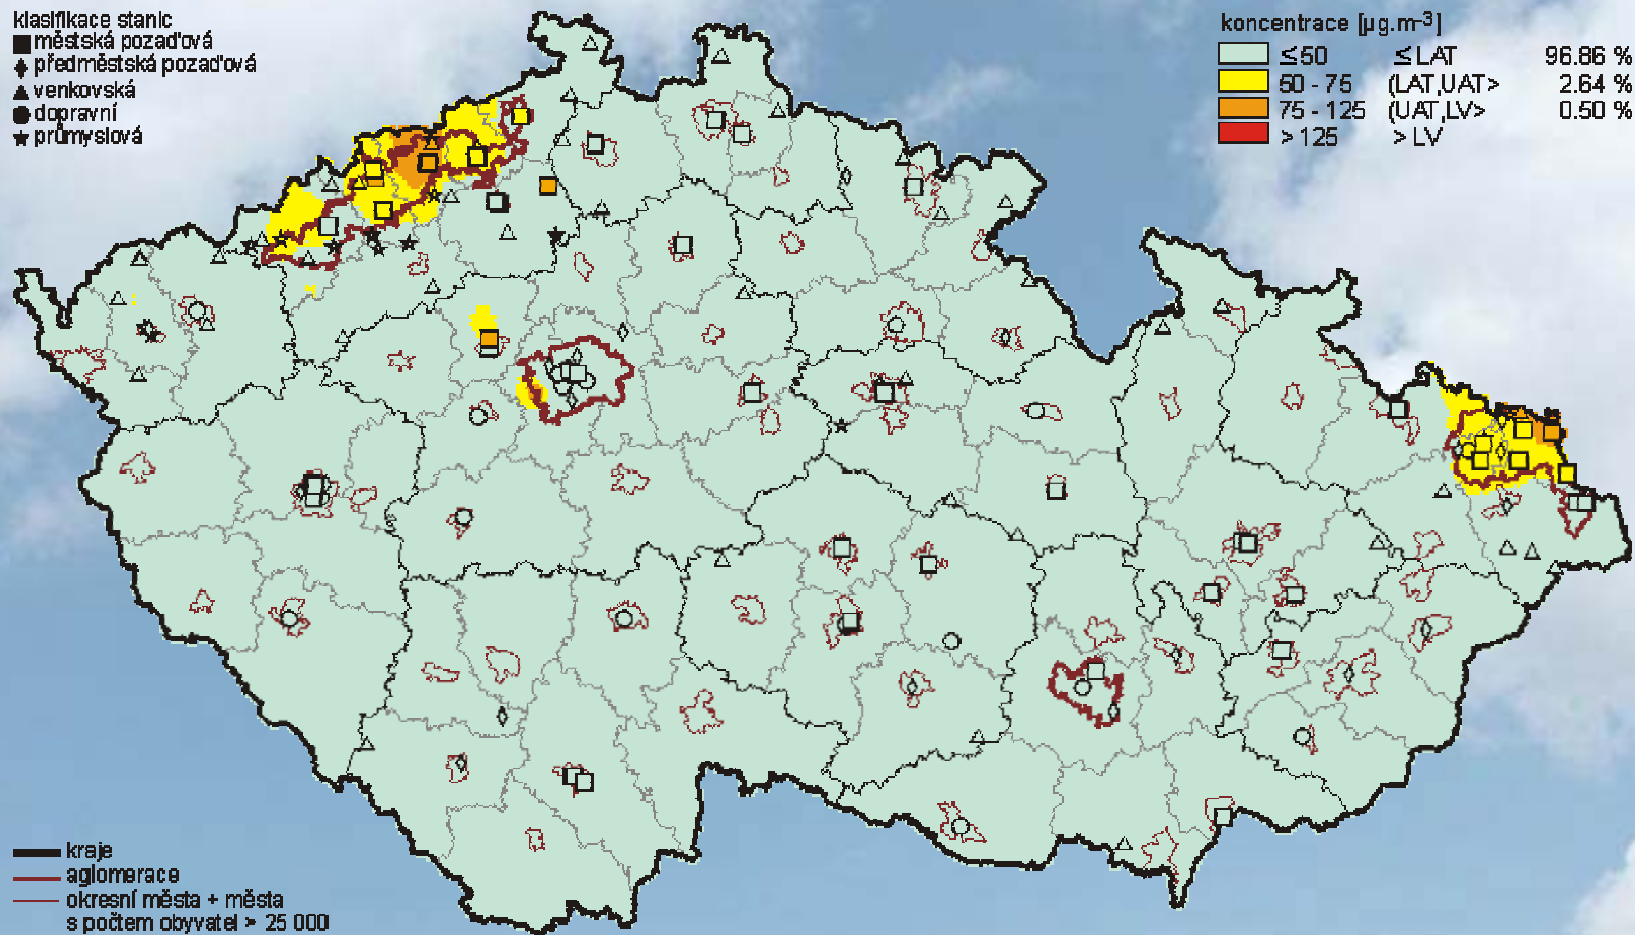 klasifikace stanic
městská pozaďová
předměstská pozaďová
venkovská
dopravní
průmyslová
koncentrace [µg.m-3]
≤50 ≤LAT 96.86 %
50 - 75 (LAT,UAT> 2.64 %
75 - 125 (UAT,LV> 0.50 %
> 125 > LV
kraje
aglomerace
okresní města + města
s počtem obyvatel > 25 000